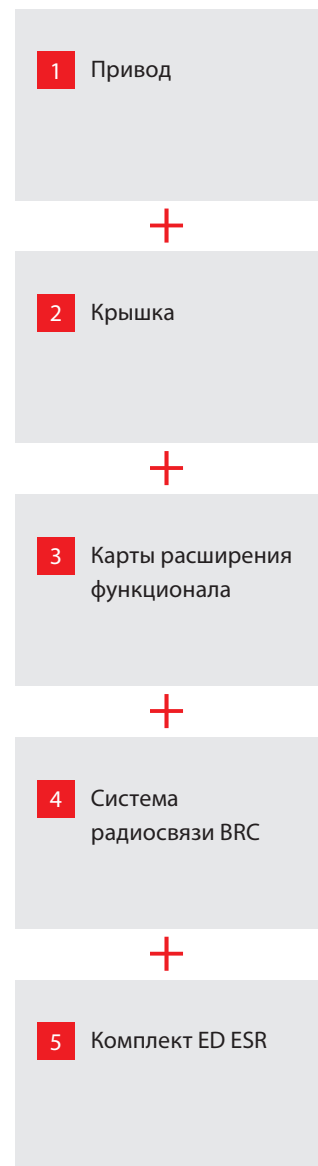 1 Привод
+
2 Крышка
+
3 Карты расширения
функционала
+
4 Система
радиосвязи BRC
+
5 Комплект ED ESR